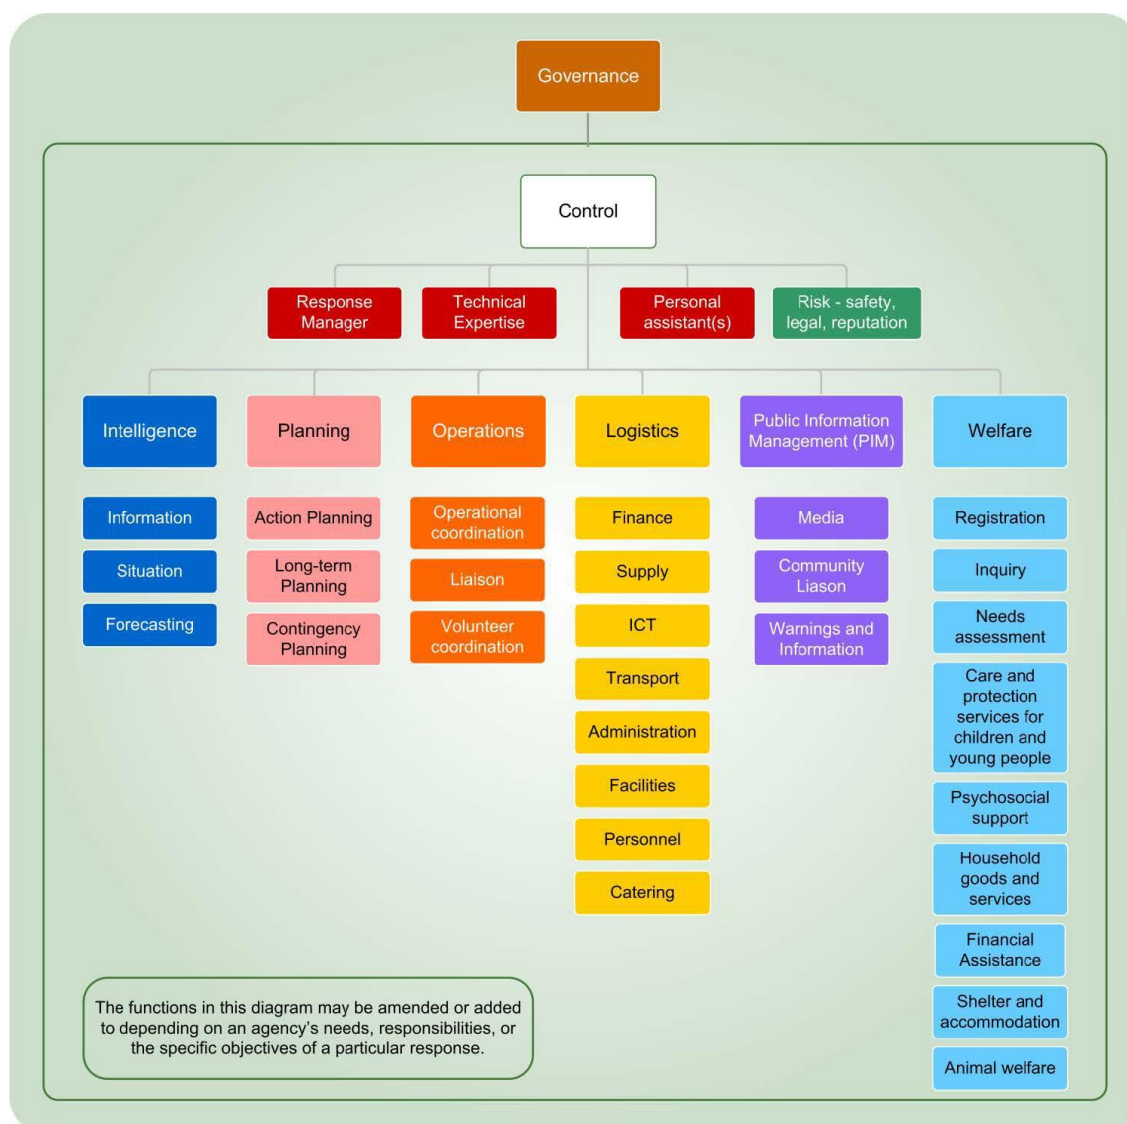 Governance
Control
Response
Manager
Technical
Expertise
Personal
assistant(s)
Risk - safety,
legal, reputation
Intelligence
Planning
Operations
Logistics
Public Information
Management (PIM)
Welfare
Information
Situation
Forecasting
Action Planning
Long-term
Planning
Contingency
Planning
Operational
coordination
Liaison
Volunteer
coordination
Finance
Supply
ICT
Transport
Administration
Facilities
Personnel
Catering
Media
Community
Liason
Warnings and
Information
Registration
Inquiry
Needs
assessment
Care and
protection
services for
children and
young people
Psychosocial
support
Household
goods and
services
Financial
Assistance
Shelter and
accommodation
Animal welfare
The functions in this diagram may be amended or added
to depending on an agency's needs, responsibilities, or
the specific objectives of a particular response.